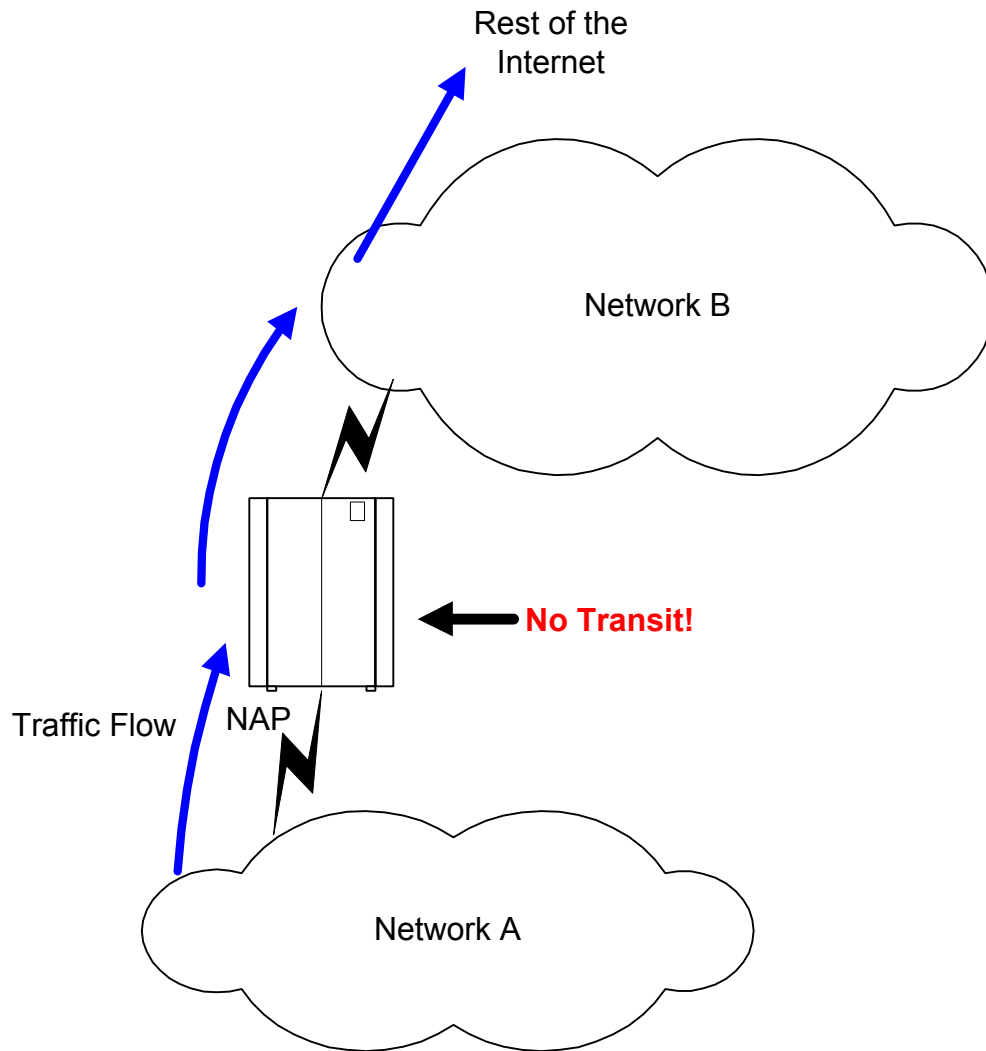 Rest of the
Internet
Network B
No Transit!
Traffic Flow
NAP
Network A